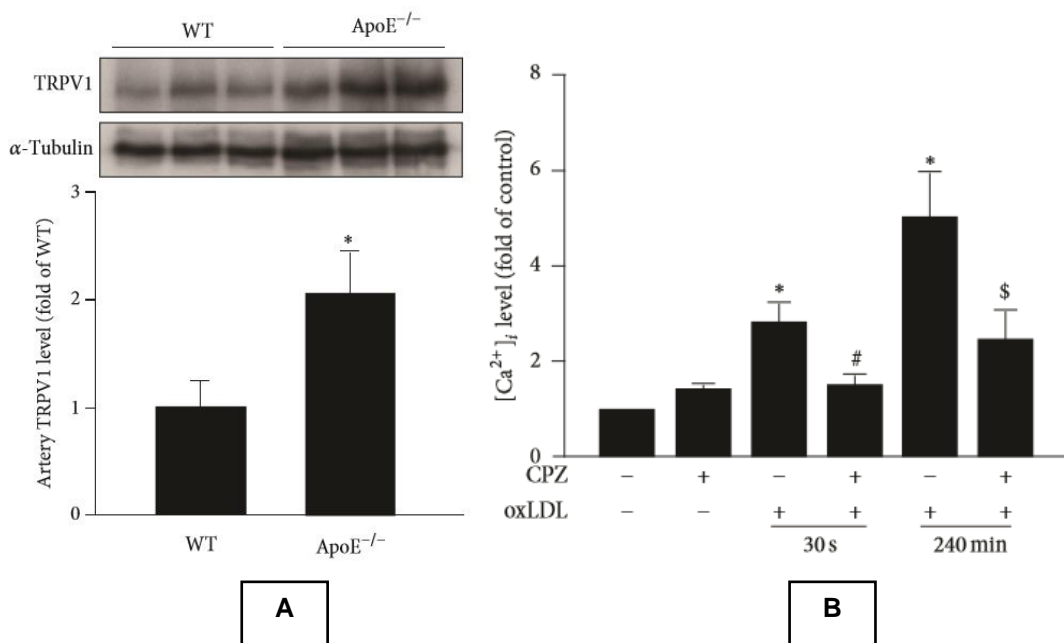 WT ApoE−/−
TRPV1
α-Tubulin
Artery TRPV1 level (fold of WT)
3
2
1
0
*
WT ApoE−/−
A
[Ca2+]i level (fold of control)
8
6
4
2
0
* # * $
CPZ − + − + − +
oxLDL − − + + + +
30 s 240 min
B